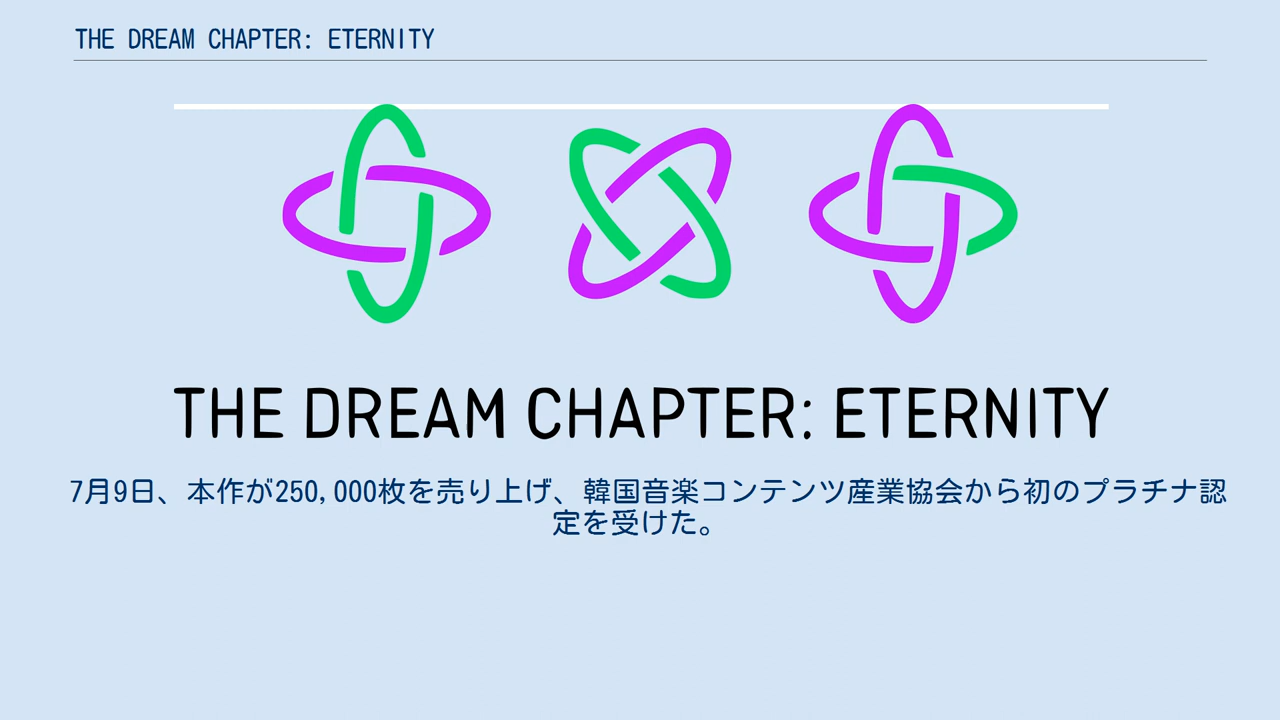 THE DREAM CHAPTER: ETERNITY
THE DREAM CHAPTER: ETERNITY
7月9日、本作が250,000枚を売り上げ、韓国音楽コンテンツ産業協会から初のプラチナ認
定を受けた。